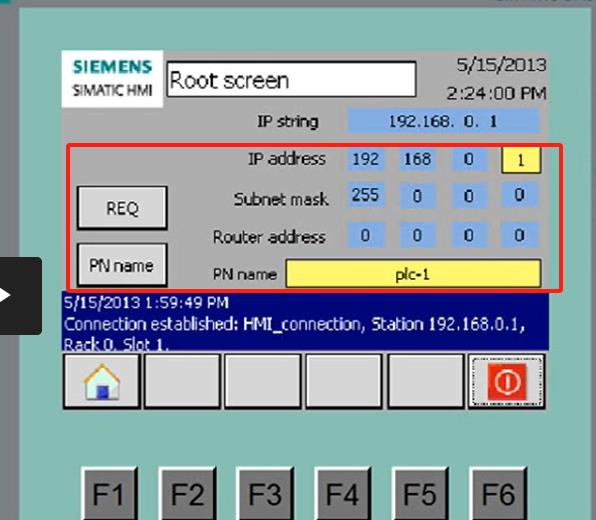 SIEMENS
SIMATIC HMI
Root screen
5/15/2013
2:24:00 PM
IP string 192.168. 0. 1
IP address 192 168 0 1
REQ
Subnet mask 255 0 0 0
Router address 0 0 0 0
PN name
PN name plc-1
5/15/2013 1:59:49 PM
Connection established: HMI_connection, Station 192.168.0.1,
Rack 0, Slot 1.
F1 F2 F3 F4 F5 F6